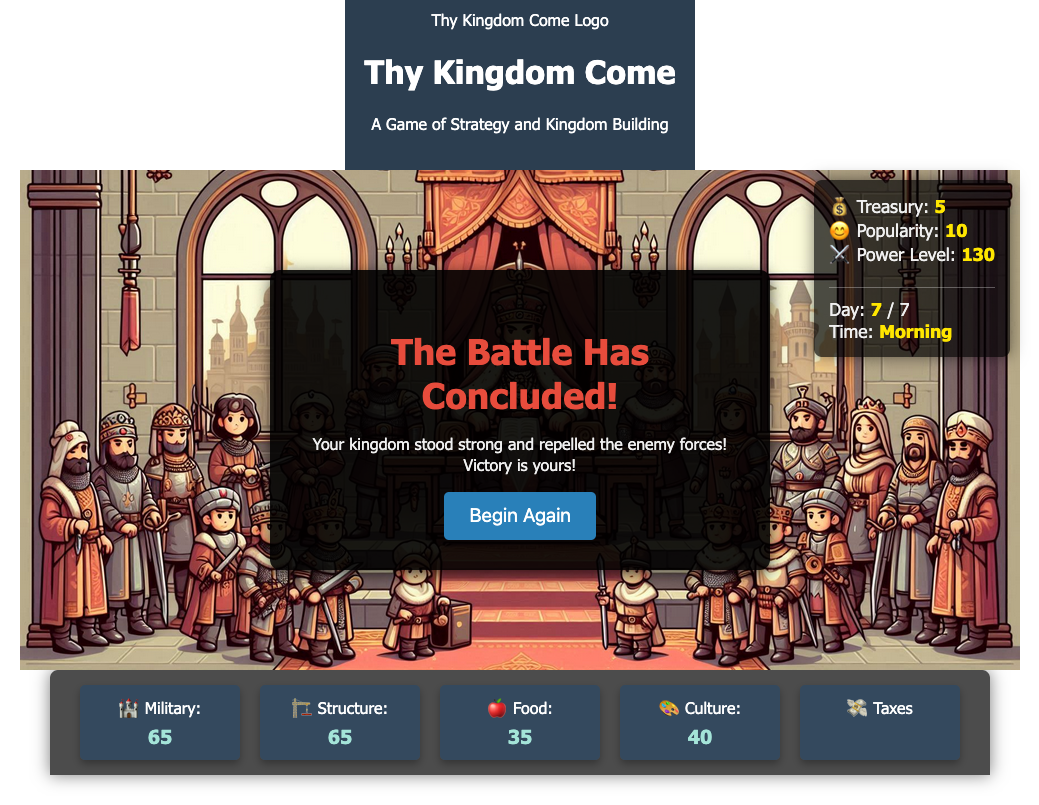 Thy Kingdom Come Logo
Thy Kingdom Come
A Game of Strategy and Kingdom Building
💰 Treasury: 5
😊 Popularity: 10
⚔️ Power Level: 130
Day: 7 / 7
Time: Morning
The Battle Has
Concluded!
Your kingdom stood strong and repelled the enemy forces!
Victory is yours!
Begin Again
🏰 Military:
65
🏗️ Structure:
65
🍎 Food:
35
🎨 Culture:
40
💸 Taxes